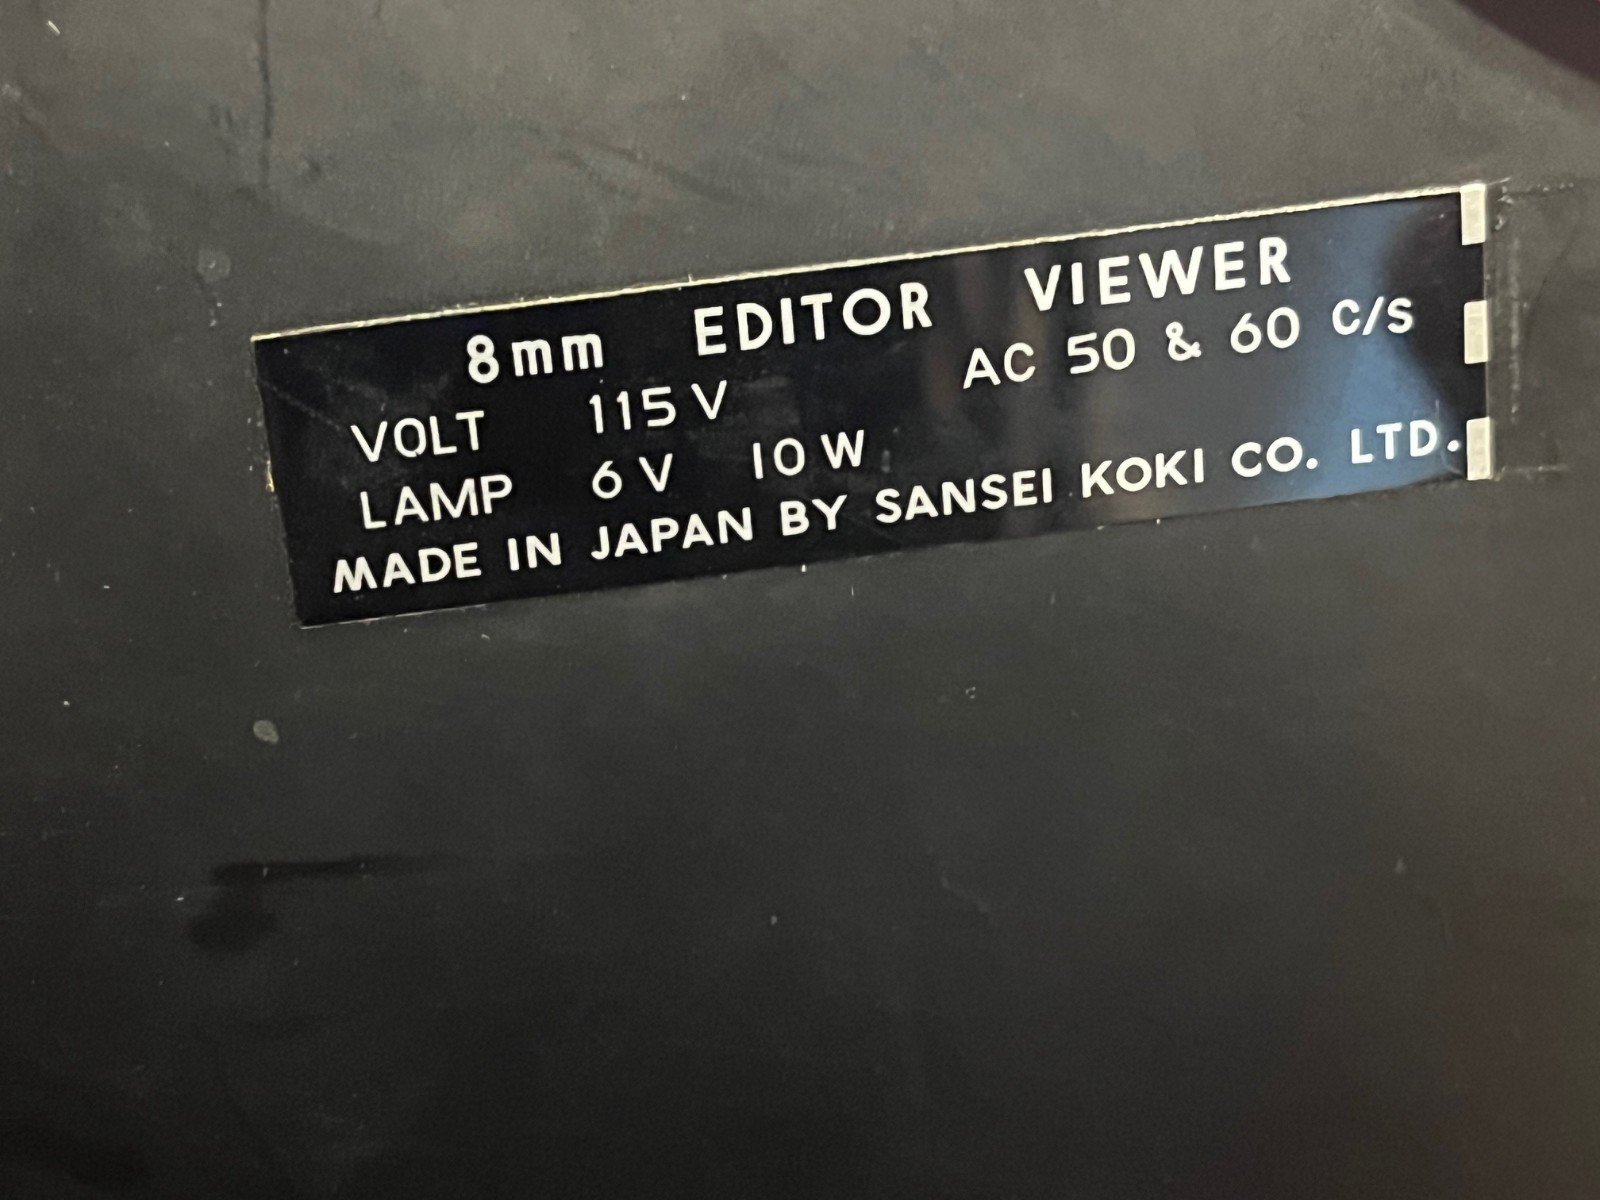 8mm EDITOR VIEWER
VOLT 115V AC 50 & 60 C/S
LAMP 6V 10W
MADE IN JAPAN BY SANSEI KOKI CO. LTD.